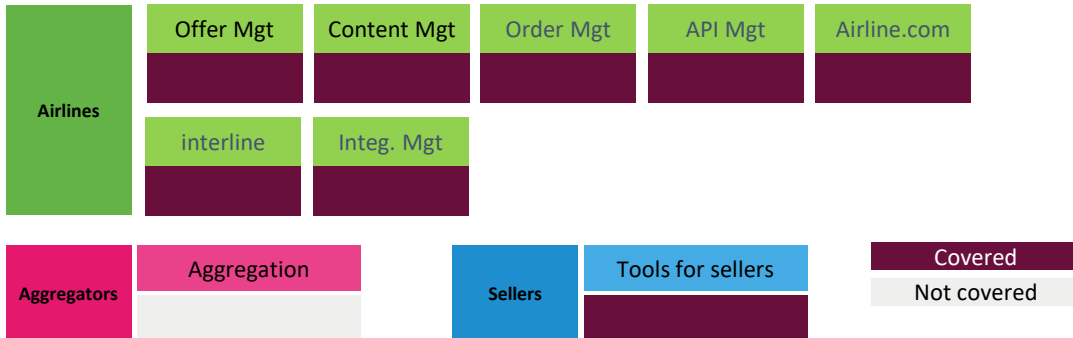 Offer Mgt
Content Mgt
Order Mgt
API Mgt
Airline.com
Airlines
interline
Integ. Mgt
Aggregators
Aggregation
Sellers
Tools for sellers
Covered
Not covered